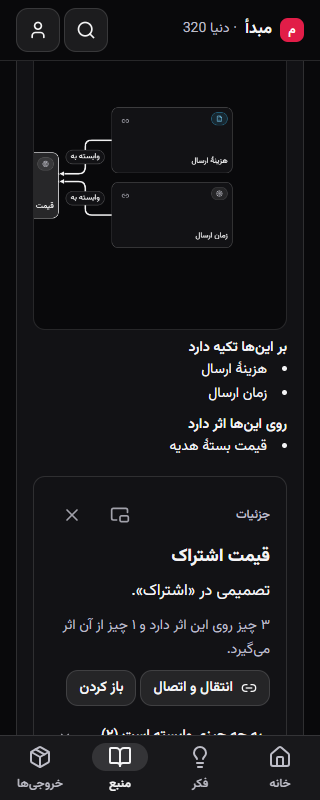 م مبدأ · دنیا 320
هزینهٔ ارسال
وابسته به
قیمت
وابسته به
زمان ارسال
بر این‌ها تکیه دارد
• هزینهٔ ارسال
• زمان ارسال
روی این‌ها اثر دارد
• قیمت بستهٔ هدیه
جزئیات
قیمت اشتراک
تصمیمی در «اشتراک».
۳ چیز روی این اثر دارد و ۱ چیز از آن اثر
می‌گیرد.
انتقال و اتصال
باز کردن
خانه
فکر
منبع
خروجی‌ها